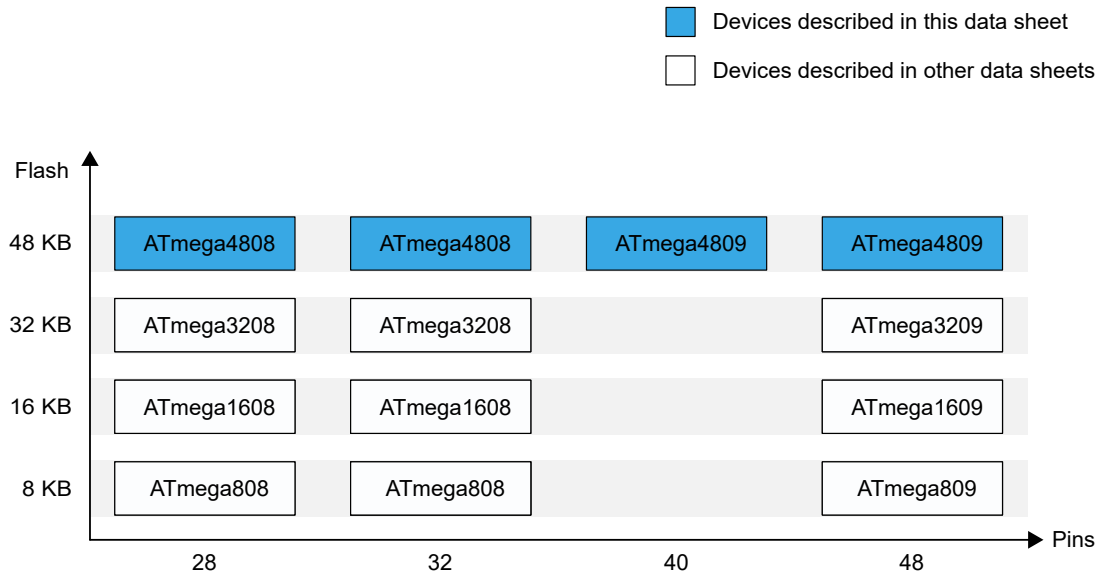 Devices described in this data sheet
Devices described in other data sheets
Flash
48 KB ATmega4808 ATmega4808 ATmega4809 ATmega4809
32 KB ATmega3208 ATmega3208 ATmega3209
16 KB ATmega1608 ATmega1608 ATmega1609
8 KB ATmega808 ATmega808 ATmega809
Pins
28 32 40 48